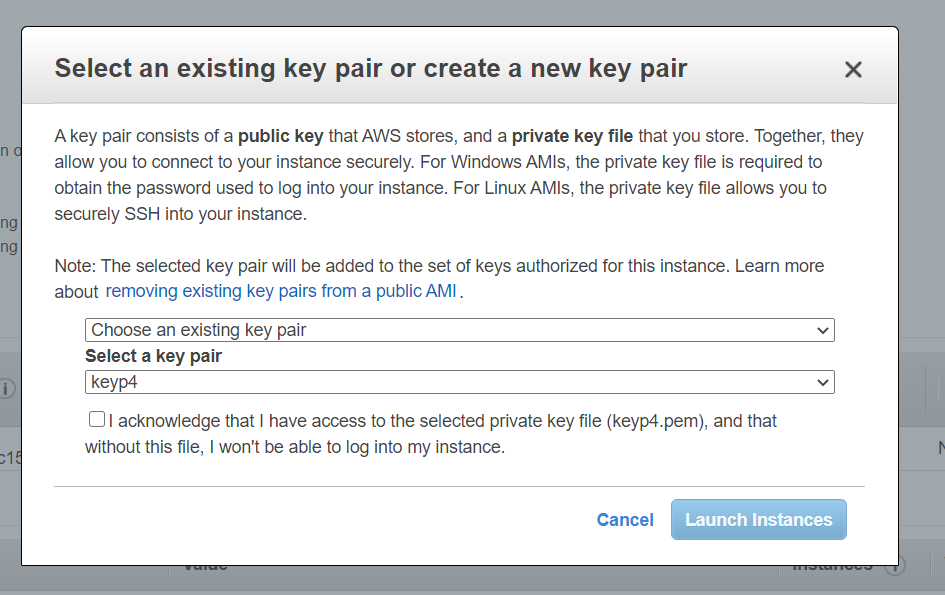 Select an existing key pair or create a new key pair
A key pair consists of a public key that AWS stores, and a private key file that you store. Together, they
allow you to connect to your instance securely. For Windows AMIs, the private key file is required to
obtain the password used to log into your instance. For Linux AMIs, the private key file allows you to
securely SSH into your instance.
Note: The selected key pair will be added to the set of keys authorized for this instance. Learn more
about removing existing key pairs from a public AMI .
Choose an existing key pair
Select a key pair
keyp4
I acknowledge that I have access to the selected private key file (keyp4.pem), and that
without this file, I won't be able to log into my instance.
Cancel
Launch Instances
n o
ng
ng
c15
N
Value
Instances